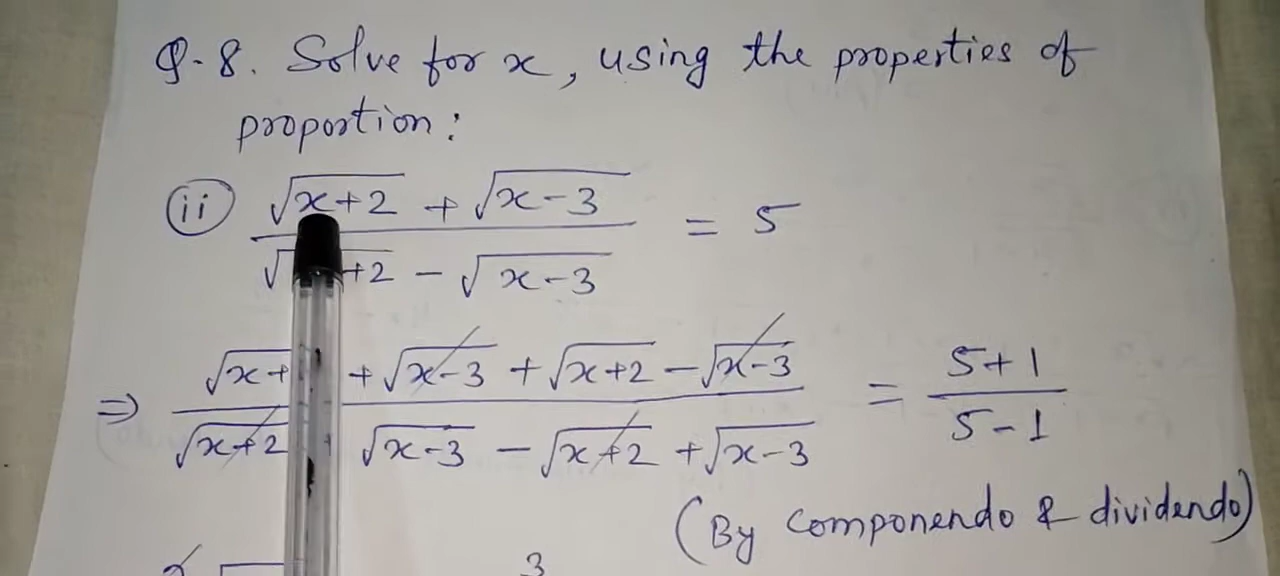 Q-8. Solve for x, using the properties of
proportion:
(ii) √(x+2) + √(x-3) = 5
√ +2 - √(x-3)
⇒ √x+ + √(x-3) + √(x+2) - √(x-3) = 5+1
√(x+2) + √(x-3) - √(x+2) + √(x-3) 5-1
(By componendo & dividendo)
3